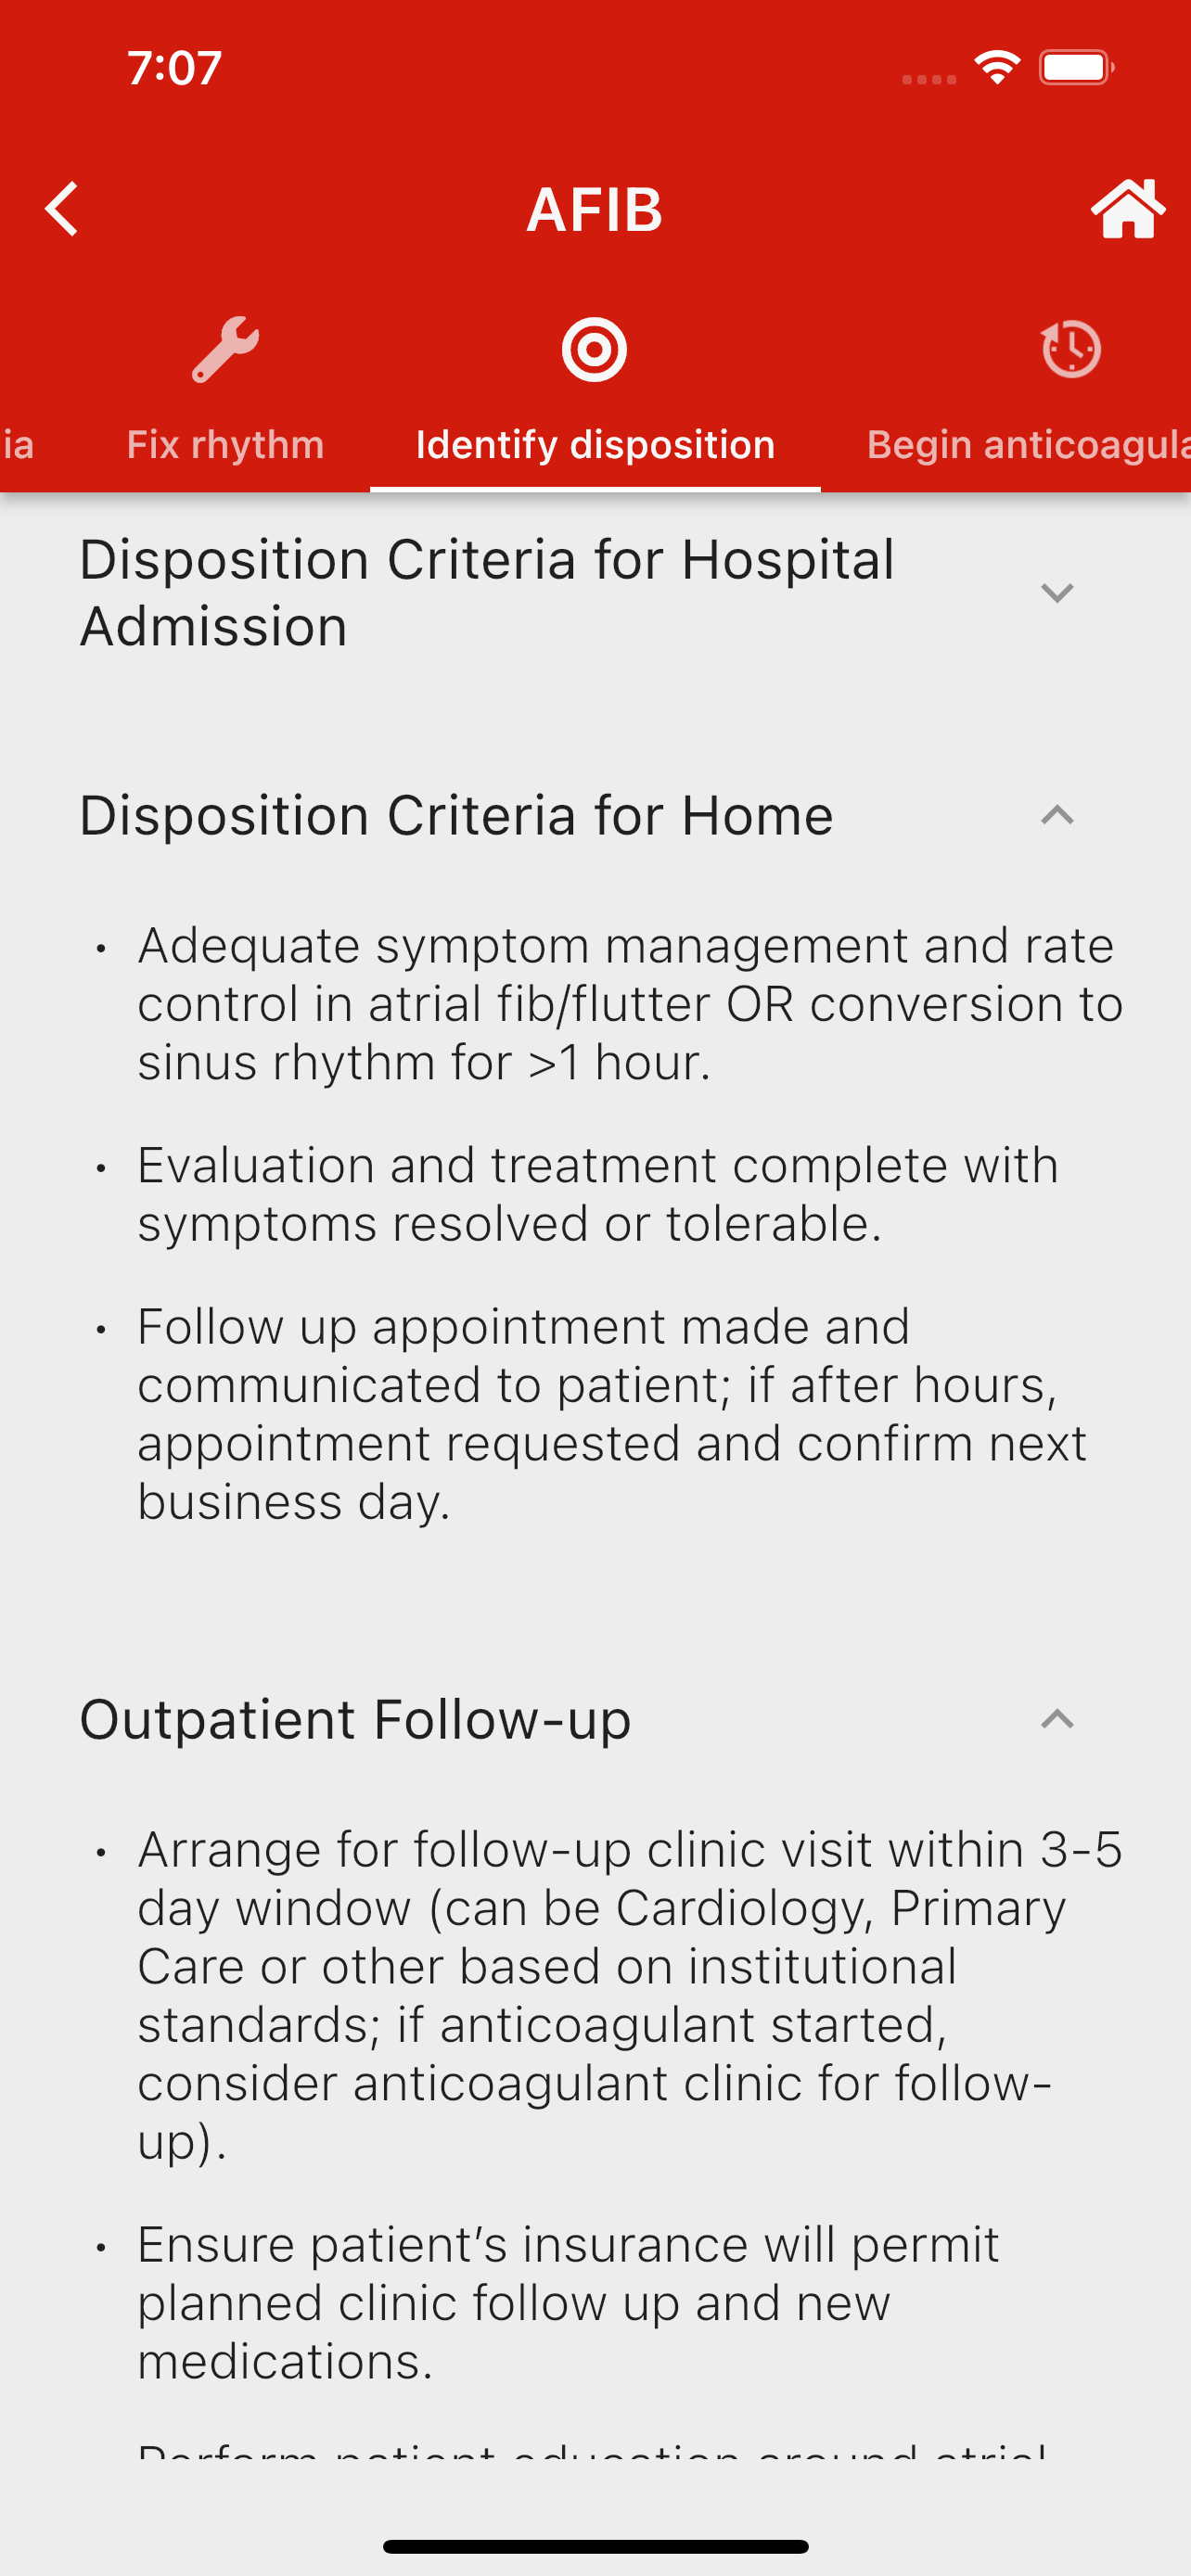 7:07
AFIB
ia
Fix rhythm
Identify disposition
Begin anticoagula
Disposition Criteria for Hospital
Admission
Disposition Criteria for Home
• Adequate symptom management and rate
control in atrial fib/flutter OR conversion to
sinus rhythm for >1 hour.
• Evaluation and treatment complete with
symptoms resolved or tolerable.
• Follow up appointment made and
communicated to patient; if after hours,
appointment requested and confirm next
business day.
Outpatient Follow-up
• Arrange for follow-up clinic visit within 3-5
day window (can be Cardiology, Primary
Care or other based on institutional
standards; if anticoagulant started,
consider anticoagulant clinic for follow-
up).
• Ensure patient’s insurance will permit
planned clinic follow up and new
medications.
Perform patient education around atrial